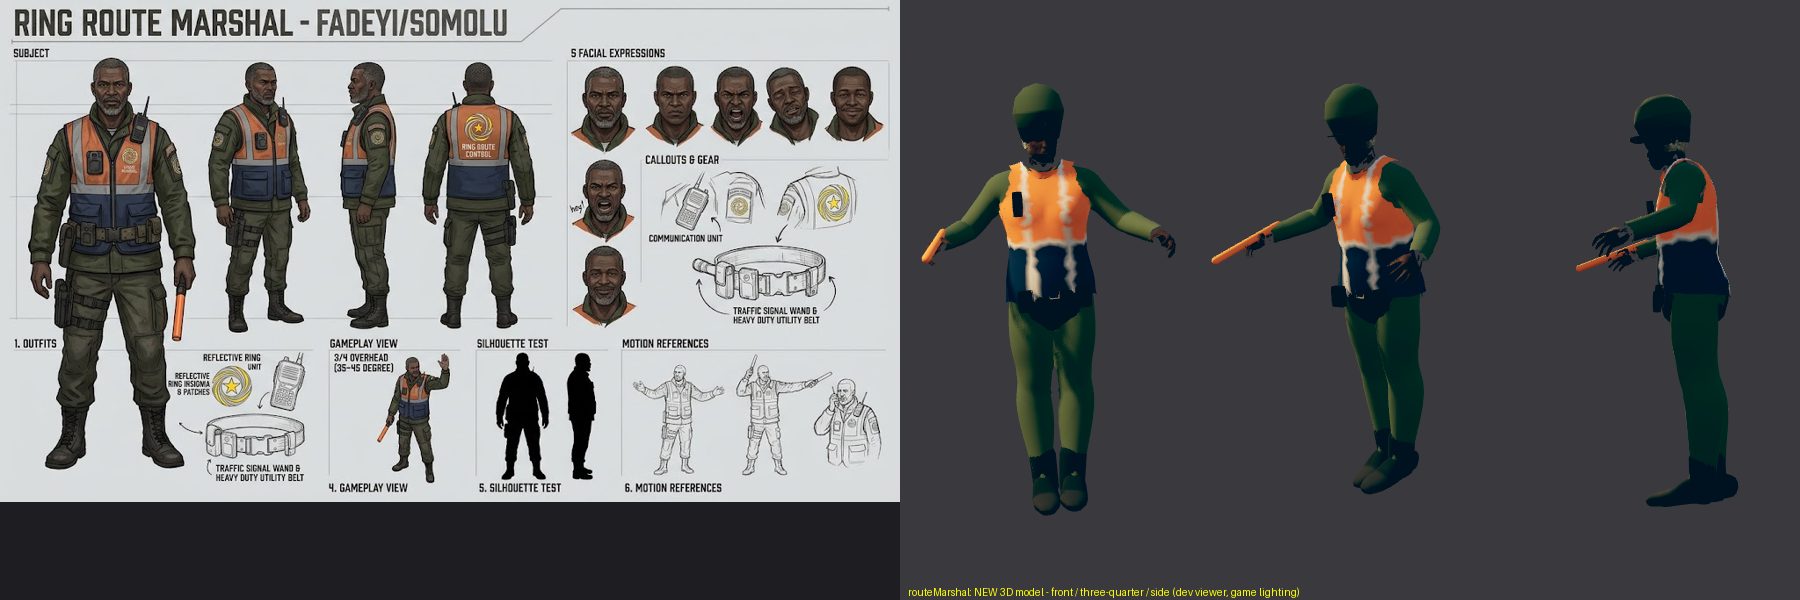 RING ROUTE MARSHAL - FADEYI/SOMOLU
SUBJECT
RING ROUTE
CONTROL
5 FACIAL EXPRESSIONS
hey!
CALLOUTS & GEAR
COMMUNICATION UNIT
TRAFFIC SIGNAL WAND &
HEAVY DUTY UTILITY BELT
1. OUTFITS
REFLECTIVE RING
UNIT
REFLECTIVE
RING INSIGMA
& PATCHES
TRAFFIC SIGNAL WAND &
HEAVY DUTY UTILITY BELT
GAMEPLAY VIEW
3/4 OVERHEAD
(35-45 DEGREE)
4. GAMEPLAY VIEW
SILHOUETTE TEST
5. SILHOUETTE TEST
MOTION REFERENCES
6. MOTION REFERENCES
routeMarshal: NEW 3D model - front / three-quarter / side (dev viewer, game lighting)